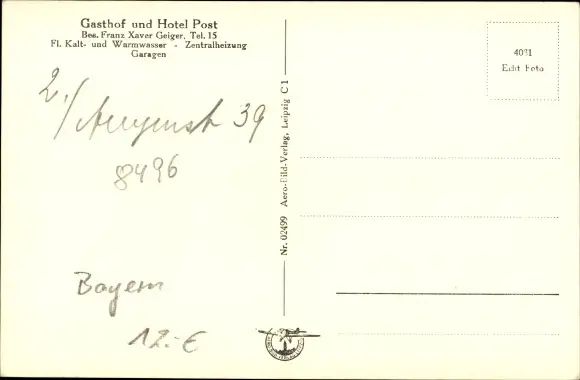 Gasthof und Hotel Post
Bes. Franz Xaver Geiger, Tel. 15
Fl. Kalt- und Warmwasser - Zentralheizung
Garagen
2./August 39
8496
Bayern
12.-€
Nr. 02499 Aero-Bild-Verlag, Leipzig C 1
4031
Echt Foto